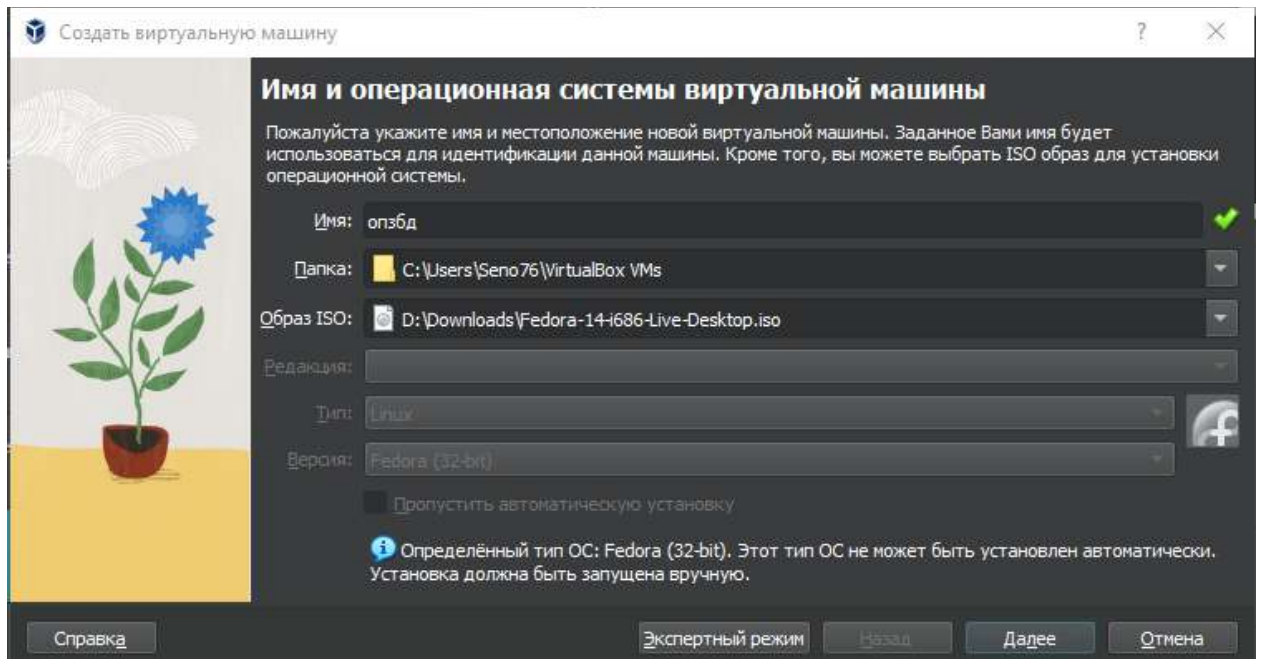 Создать виртуальную машину
?
Имя и операционная системы виртуальной машины
Пожалуйста укажите имя и местоположение новой виртуальной машины. Заданное Вами имя будет
использоваться для идентификации данной машины. Кроме того, вы можете выбрать ISO образ для установки
операционной системы.
Имя: опзбд
Папка: C:\Users\Seno76\VirtualBox VMs
Образ ISO: D:\Downloads\Fedora-14-i686-Live-Desktop.iso
Редакция:
Тип: Linux
Версия: Fedora (32-bit)
Пропустить автоматическую установку
Определённый тип ОС: Fedora (32-bit). Этот тип ОС не может быть установлен автоматически.
Установка должна быть запущена вручную.
Справка Экспертный режим Назад Далее Отмена